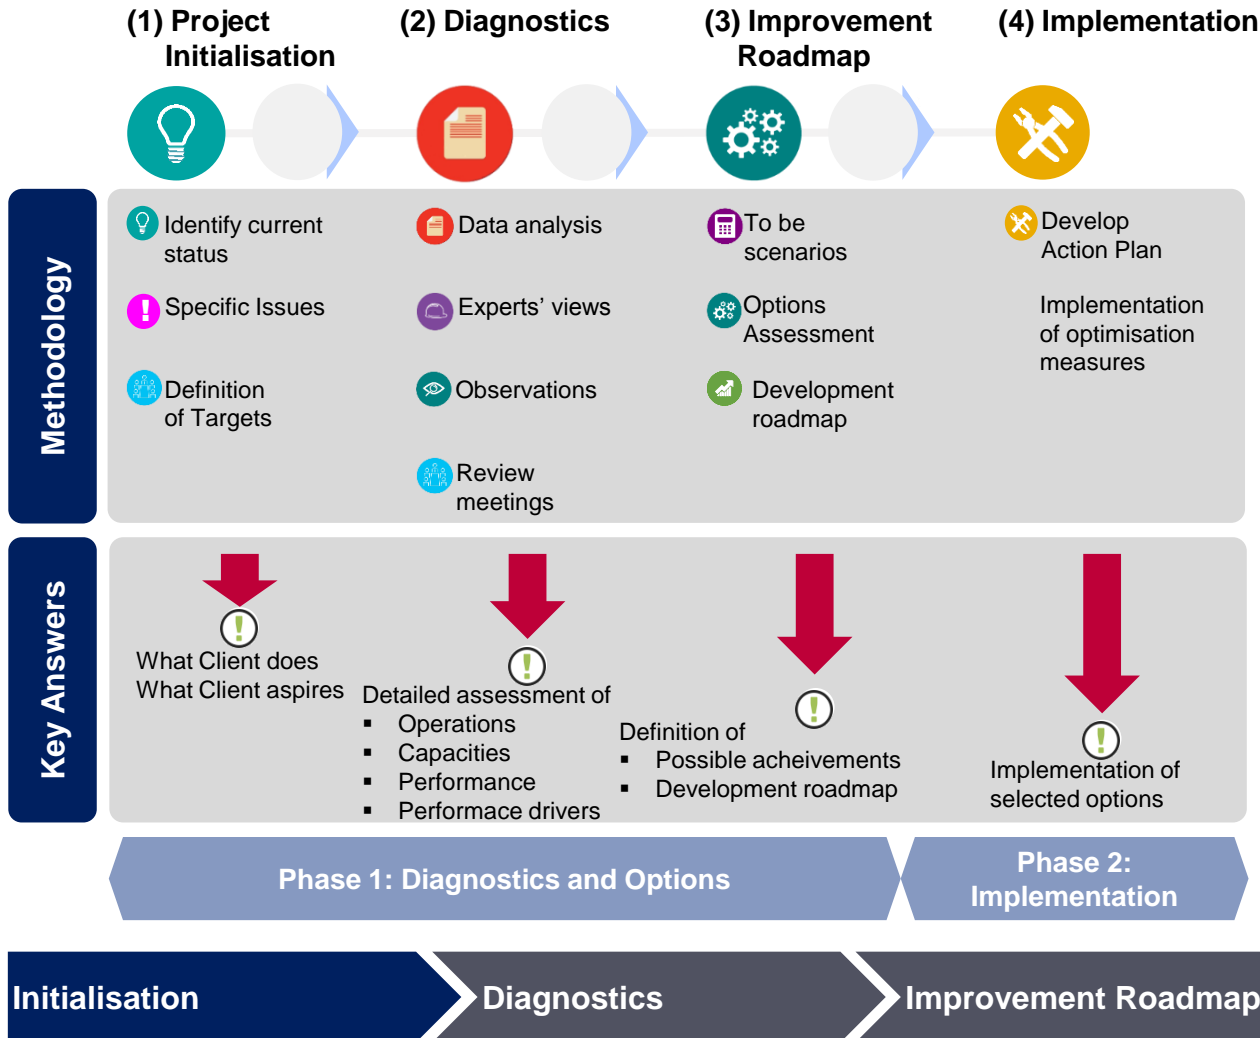 (1) Project
Initialisation
(2) Diagnostics
(3) Improvement
Roadmap
(4) Implementation
Methodology
Identify current
status
Specific Issues
Definition
of Targets
Data analysis
Experts' views
Observations
Review
meetings
To be
scenarios
Options
Assessment
Development
roadmap
Develop
Action Plan
Implementation
of optimisation
measures
Key Answers
What Client does
What Client aspires
Detailed assessment of
▪ Operations
▪ Capacities
▪ Performance
▪ Performace drivers
Definition of
▪ Possible acheivements
▪ Development roadmap
Implementation of
selected options
Phase 1: Diagnostics and Options
Phase 2:
Implementation
Initialisation
Diagnostics
Improvement Roadmap